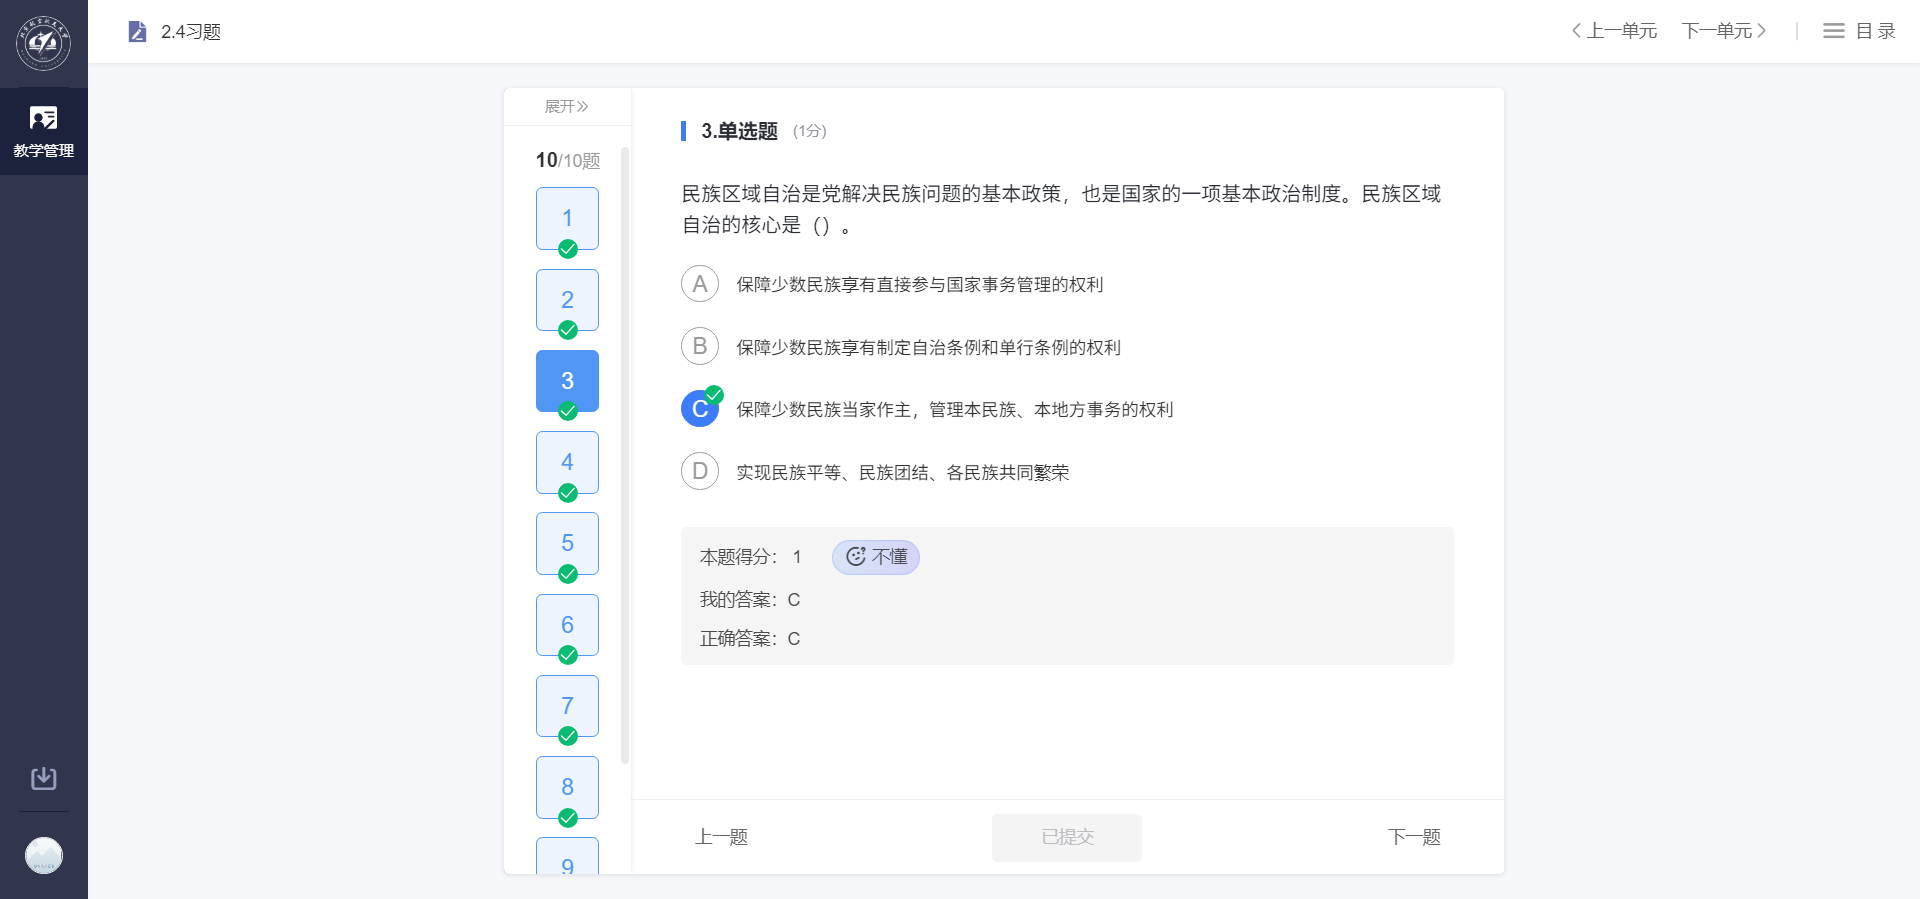 2.4习题
上一单元
下一单元
目录
教学管理
展开
10/10题
1
2
3
4
5
6
7
8
9
3.单选题 (1分)
民族区域自治是党解决民族问题的基本政策，也是国家的一项基本政治制度。民族区域
自治的核心是（）。
A 保障少数民族享有直接参与国家事务管理的权利
B 保障少数民族享有制定自治条例和单行条例的权利
C 保障少数民族当家作主，管理本民族、本地方事务的权利
D 实现民族平等、民族团结、各民族共同繁荣
本题得分： 1 不懂
我的答案：C
正确答案：C
上一题
已提交
下一题